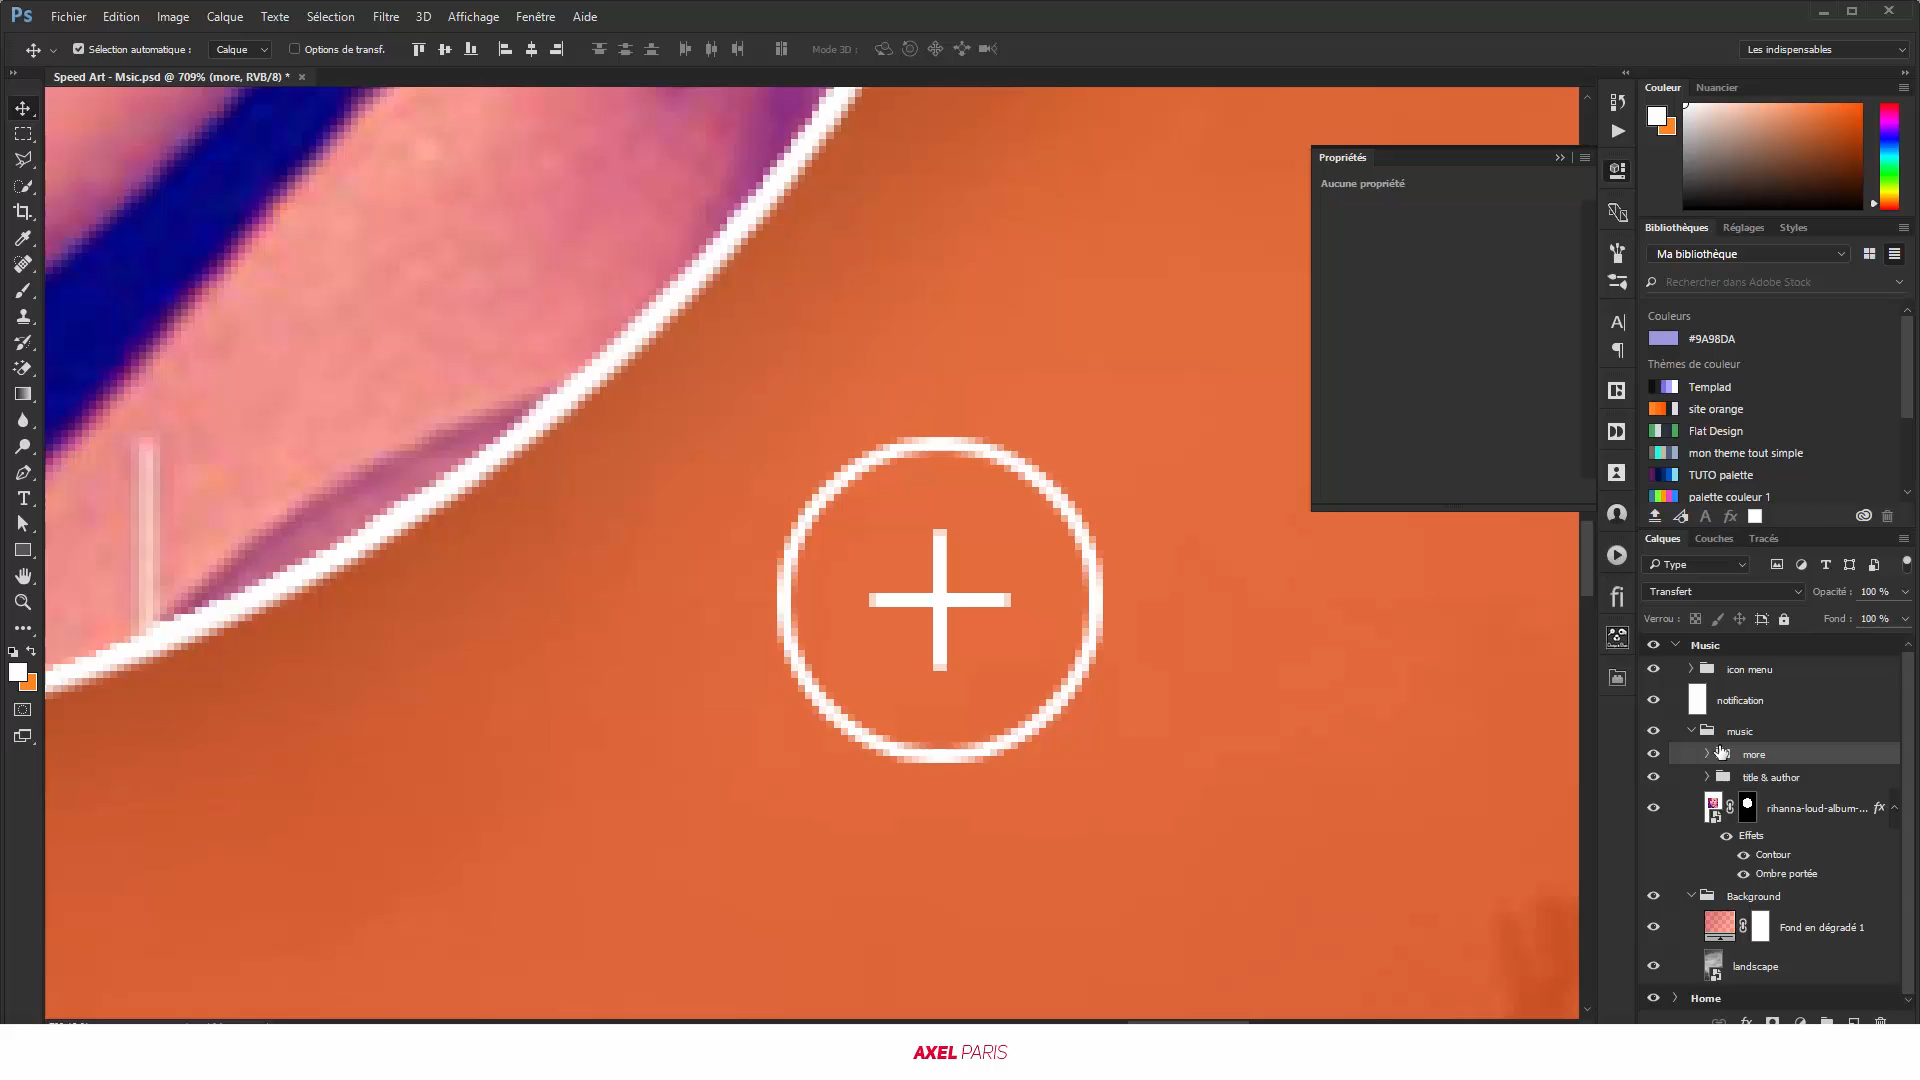 Ps Fichier Edition Image Calque Texte Sélection Filtre 3D Affichage Fenêtre Aide
Sélection automatique : Calque Options de transf. Mode 3D : Les indispensables
Speed Art - Msic.psd @ 709% (more, RVB/8) *
Couleur Nuancier
Propriétés
Aucune propriété
Bibliothèques Réglages Styles
Ma bibliothèque
Rechercher dans Adobe Stock
Couleurs
#9A98DA
Thèmes de couleur
Templad
site orange
Flat Design
mon theme tout simple
TUTO palette
palette couleur 1
Calques Couches Tracés
Type
Transfert Opacité : 100 %
Verrou : Fond : 100 %
Music
icon menu
notification
music
more
title & author
rihanna-loud-album-... fx
Effets
Contour
Ombre portée
Background
Fond en dégradé 1
landscape
Home
AXEL PARIS